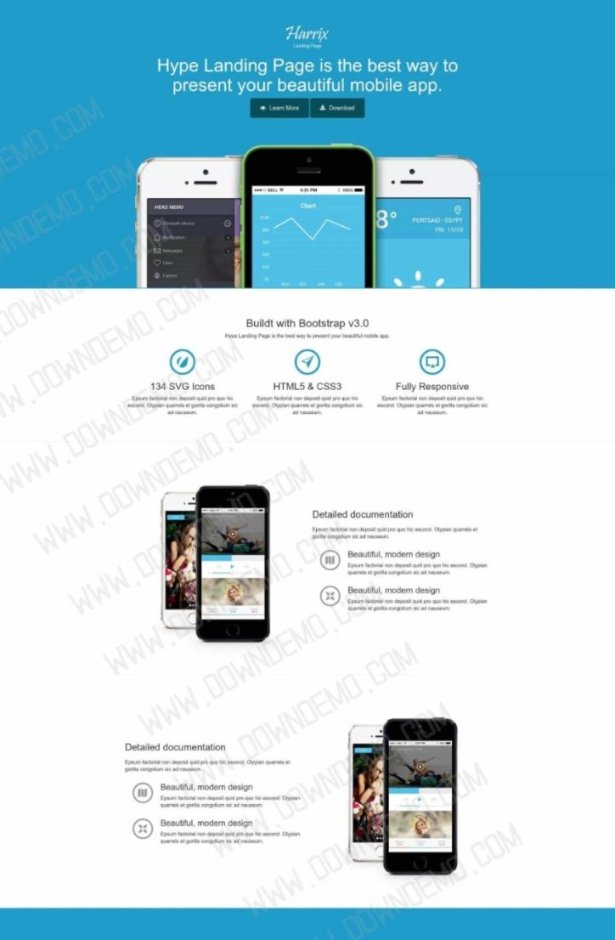 Harrix
Landing Page
Hype Landing Page is the best way to
present your beautiful mobile app.
Learn More
Download
HEAD MENU
Notification
Messages
Likes
Explore
BELL
4:21 PM
100%
Chart
8°
PORTSAID - EGYPT
FRI 11/13
Buildt with Bootstrap v3.0
Hype Landing Page is the best way to present your beautiful mobile app.
134 SVG Icons
Epsum factorial non deposit quid pro quo hic
escorol. Olypian quarrels et gorilla congolium sic
ad nauseum.
HTML5 & CSS3
Epsum factorial non deposit quid pro quo hic
escorol. Olypian quarrels et gorilla congolium sic
ad nauseum.
Fully Responsive
Epsum factorial non deposit quid pro quo hic
escorol. Olypian quarrels et gorilla congolium sic
ad nauseum.
Detailed documentation
Epsum factorial non deposit quid pro quo hic escorol. Olypian quarrels et
gorilla congolium sic ad nauseum.
Beautiful, modern design
Epsum factorial non deposit quid pro quo hic escorol. Olypian
quarrels et gorilla congolium sic ad nauseum.
Beautiful, modern design
Epsum factorial non deposit quid pro quo hic escorol. Olypian
quarrels et gorilla congolium sic ad nauseum.
Detailed documentation
Epsum factorial non deposit quid pro quo hic escorol. Olypian quarrels et
gorilla congolium sic ad nauseum.
Beautiful, modern design
Epsum factorial non deposit quid pro quo hic escorol. Olypian
quarrels et gorilla congolium sic ad nauseum.
Beautiful, modern design
Epsum factorial non deposit quid pro quo hic escorol. Olypian
quarrels et gorilla congolium sic ad nauseum.
WWW.DOWNDEMO.COM